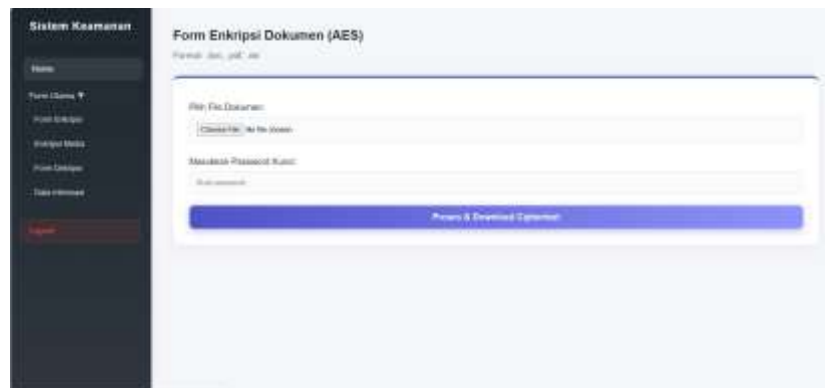 Sistem Keamanan
Home
Form Utama ▼
Form Enkripsi
Enkripsi Media
Form Dekripsi
Data Informasi
Logout
Form Enkripsi Dokumen (AES)
Format: .doc, .pdf, .txt
Pilih File Dokumen:
Choose File No file chosen
Masukkan Password Kunci:
Proses & Download Ciphertext